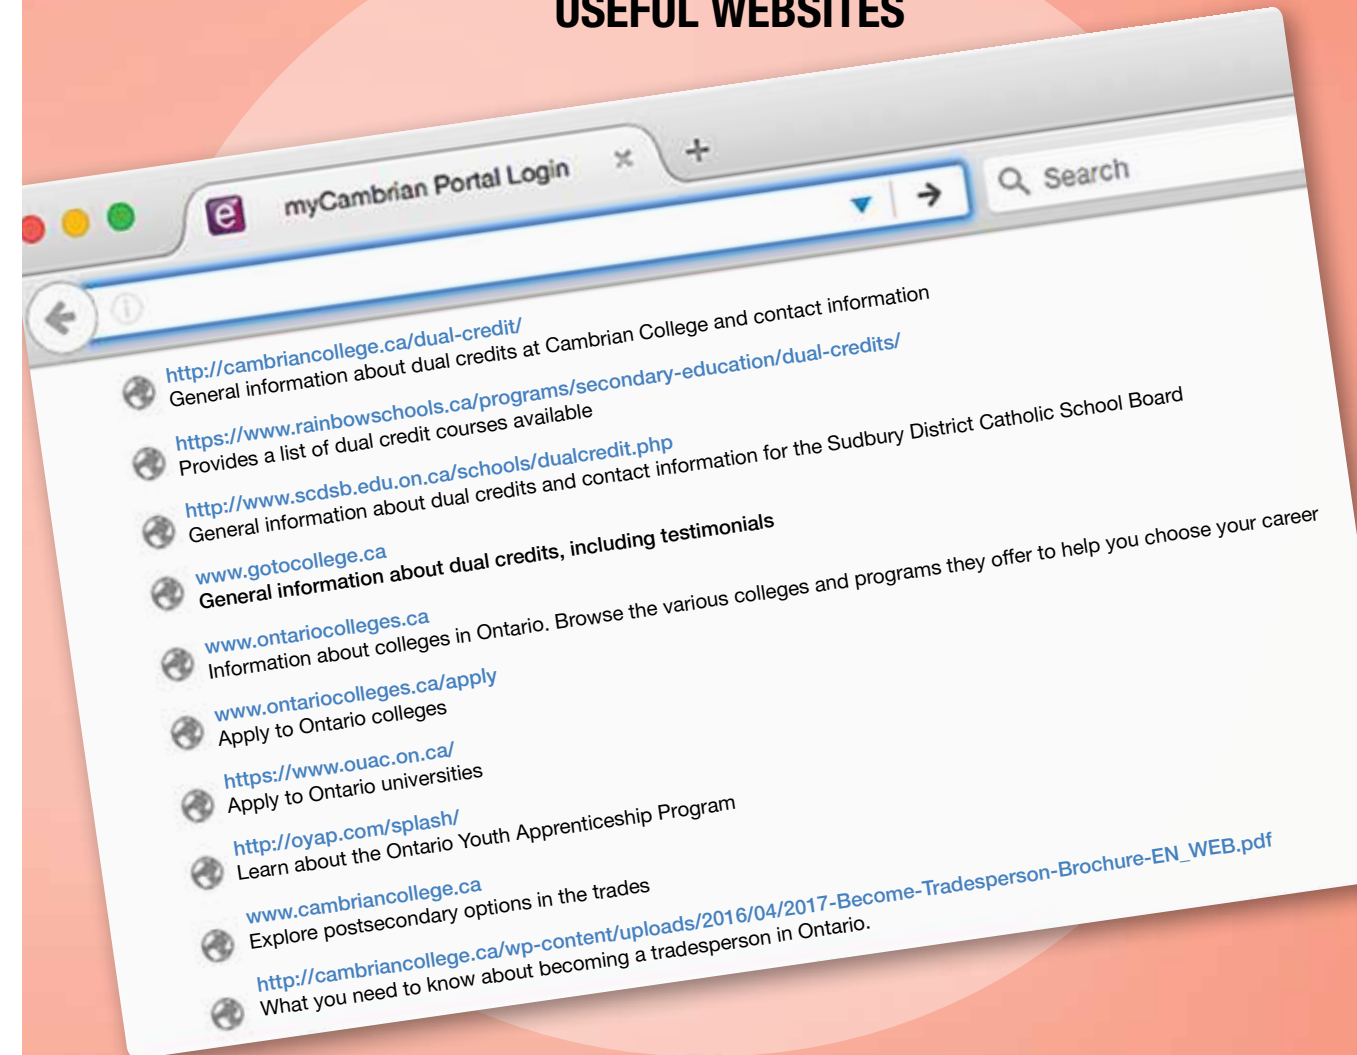 USEFUL WEBSITES
myCambrian Portal Login
Search
http://cambriancollege.ca/dual-credit/
General information about dual credits at Cambrian College and contact information
https://www.rainbowschools.ca/programs/secondary-education/dual-credits/
Provides a list of dual credit courses available
http://www.scdsb.edu.on.ca/schools/dualcredit.php
General information about dual credits and contact information for the Sudbury District Catholic School Board
www.gotocollege.ca
General information about dual credits, including testimonials
www.ontariocolleges.ca
Information about colleges in Ontario. Browse the various colleges and programs they offer to help you choose your career
www.ontariocolleges.ca/apply
Apply to Ontario colleges
https://www.ouac.on.ca/
Apply to Ontario universities
http://oyap.com/splash/
Learn about the Ontario Youth Apprenticeship Program
www.cambriancollege.ca
Explore postsecondary options in the trades
http://cambriancollege.ca/wp-content/uploads/2016/04/2017-Become-Tradesperson-Brochure-EN_WEB.pdf
What you need to know about becoming a tradesperson in Ontario.